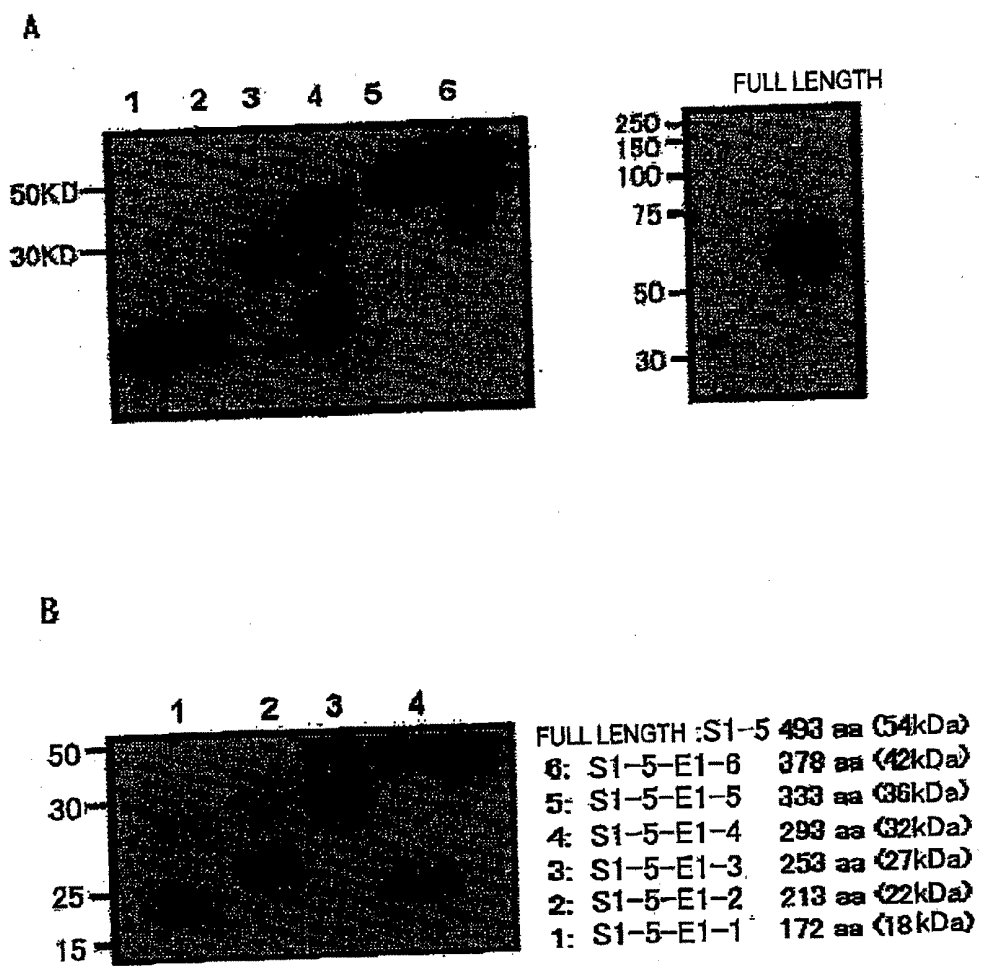 A
1 2 3 4 5 6
50KD
30KD
FULL LENGTH
250
150
100
75
50
30
B
1 2 3 4
50
30
25
15
FULL LENGTH :S1-5 493 aa (54kDa)
6: S1-5-E1-6 378 aa (42kDa)
5: S1-5-E1-5 333 aa (36kDa)
4: S1-5-E1-4 293 aa (32kDa)
3: S1-5-E1-3 253 aa (27kDa)
2: S1-5-E1-2 213 aa (22kDa)
1: S1-5-E1-1 172 aa (18kDa)